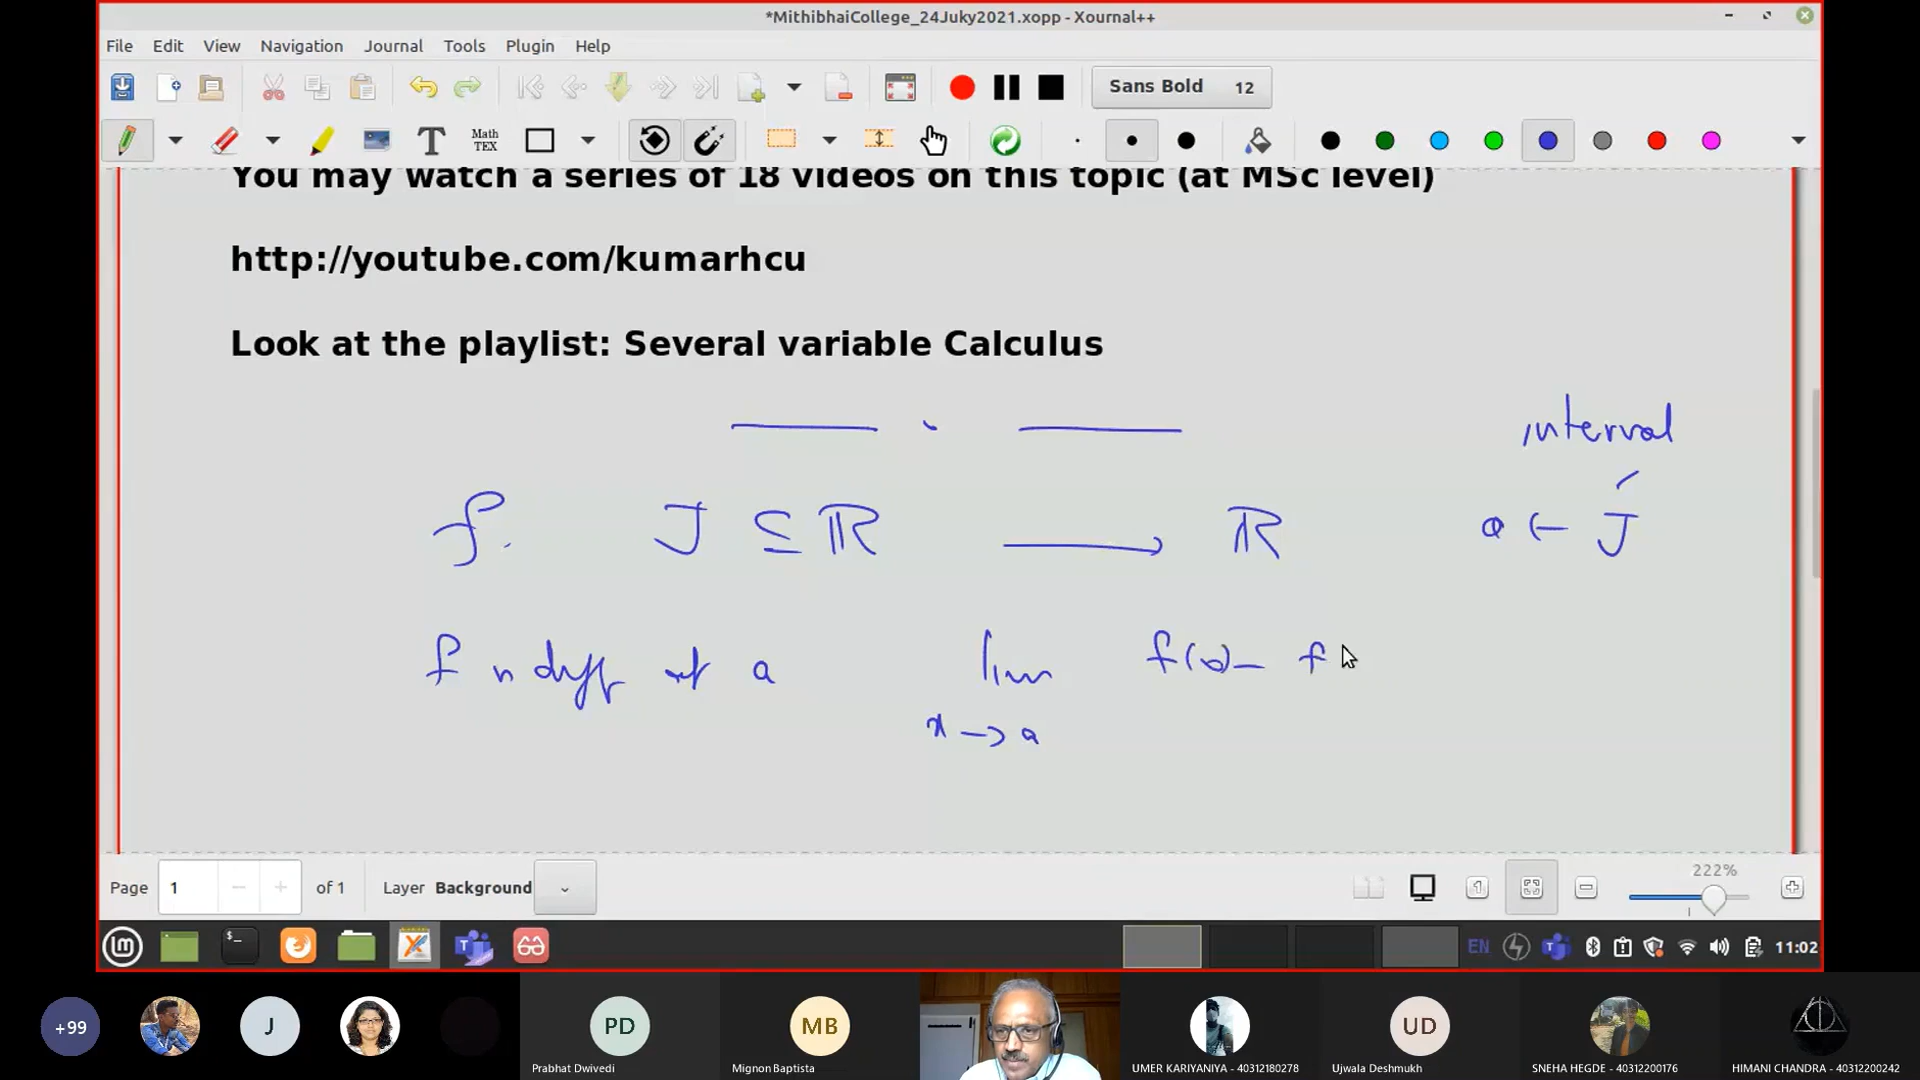 *MithibhaiCollege_24Juky2021.xopp - Xournal++
File Edit View Navigation Journal Tools Plugin Help
Sans Bold 12
T Math TEX
You may watch a series of 18 videos on this topic (at MSc level)
http://youtube.com/kumarhcu
Look at the playlist: Several variable Calculus
interval
f: J ⊆ ℝ ⟶ ℝ a ∈ J
f is diff at a lim f(x) - f
x → a
222%
Page 1 of 1 Layer Background
EN 11:02
+99 J PD MB UD
Prabhat Dwivedi Mignon Baptista UMER KARIYANIYA - 40312180278 Ujwala Deshmukh SNEHA HEGDE - 40312200176 HIMANI CHANDRA - 40312200242